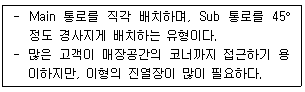 - Main 통로를 직각 배치하며, Sub 통로를 45°
정도 경사지게 배치하는 유형이다.
- 많은 고객이 매장공간의 코너까지 접근하기 용
이하지만, 이형의 진열장이 많이 필요하다.